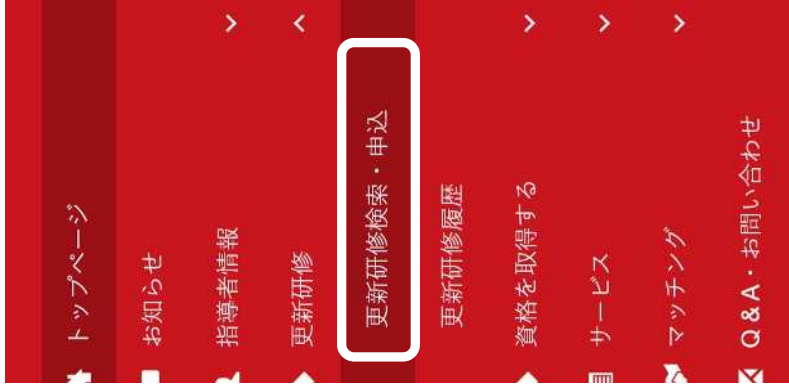 トップページ
お知らせ
指導者情報
更新研修
更新研修検索・申込
更新研修履歴
資格を取得する
サービス
マッチング
Q & A・お問い合わせ